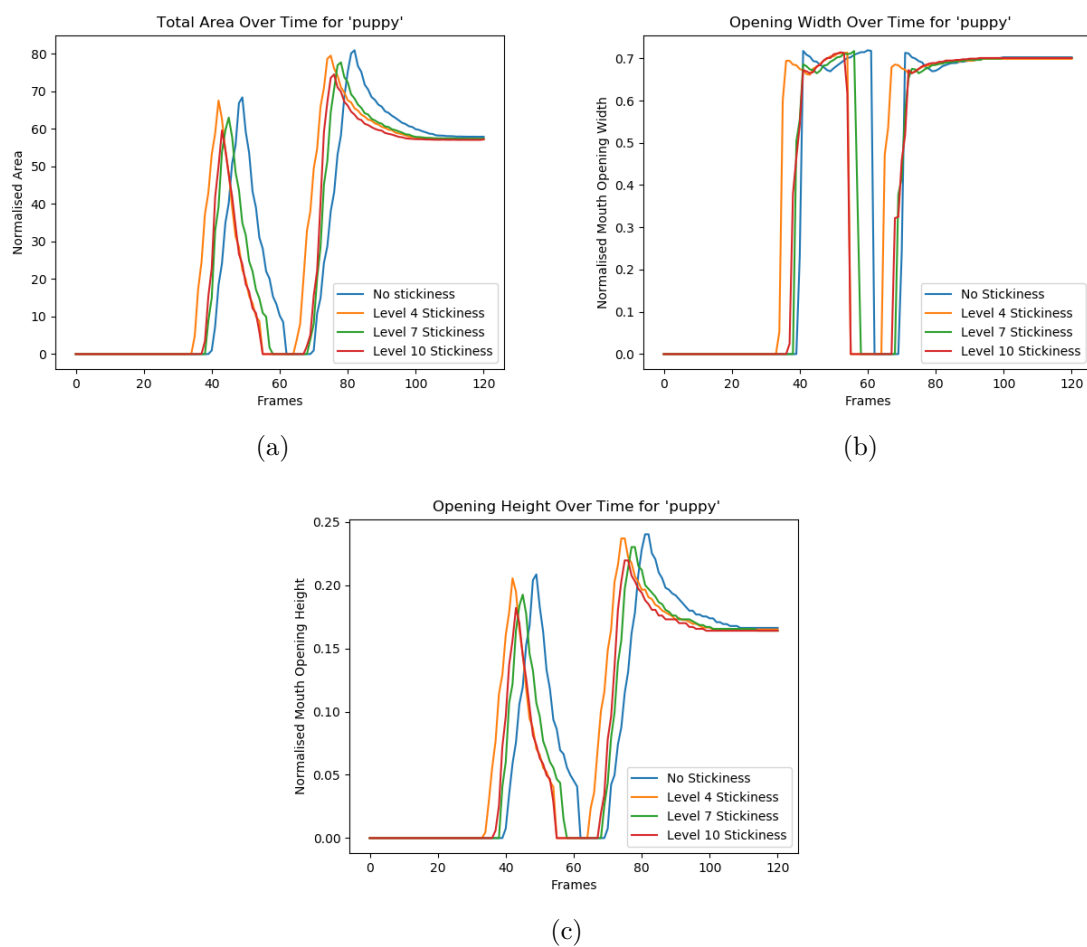 Total Area Over Time for 'puppy'
Normalised Area
80
70
60
50
40
30
20
10
0
0 20 40 60 80 100 120
Frames
No stickiness
Level 4 Stickiness
Level 7 Stickiness
Level 10 Stickiness
(a)
Opening Width Over Time for 'puppy'
Normalised Mouth Opening Width
0.7
0.6
0.5
0.4
0.3
0.2
0.1
0.0
0 20 40 60 80 100 120
Frames
No Stickiness
Level 4 Stickiness
Level 7 Stickiness
Level 10 Stickiness
(b)
Opening Height Over Time for 'puppy'
Normalised Mouth Opening Height
0.25
0.20
0.15
0.10
0.05
0.00
0 20 40 60 80 100 120
Frames
No Stickiness
Level 4 Stickiness
Level 7 Stickiness
Level 10 Stickiness
(c)